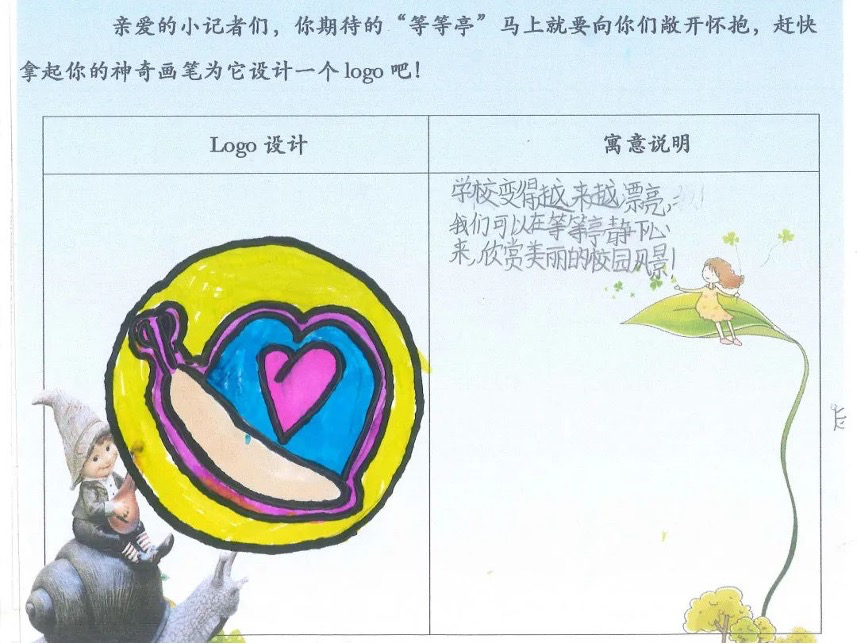 亲爱的小记者们，你期待的“等等亭”马上就要向你们敞开怀抱，赶快
拿起你的神奇画笔为它设计一个 logo 吧！
Logo 设计
寓意说明
学校变得越来越漂亮，
我们可以在等等亭静下心
来，欣赏美丽的校园风景！